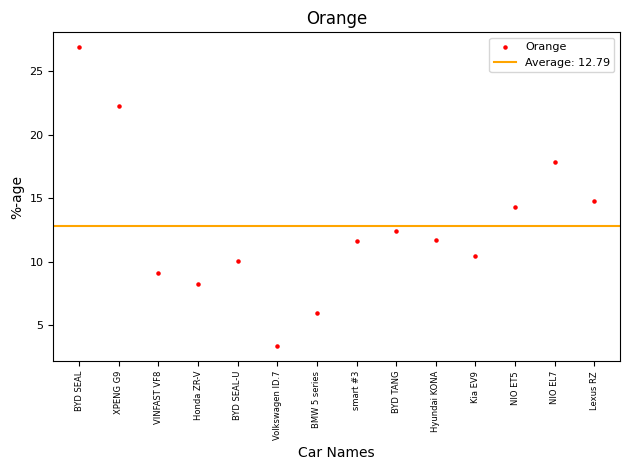 Orange
Orange
Average: 12.79
%-age
25
20
15
10
5
BYD SEAL
XPENG G9
VINFAST VF8
Honda ZR-V
BYD SEAL-U
Volkswagen ID.7
BMW 5 series
smart #3
BYD TANG
Hyundai KONA
Kia EV9
NIO ET5
NIO EL7
Lexus RZ
Car Names